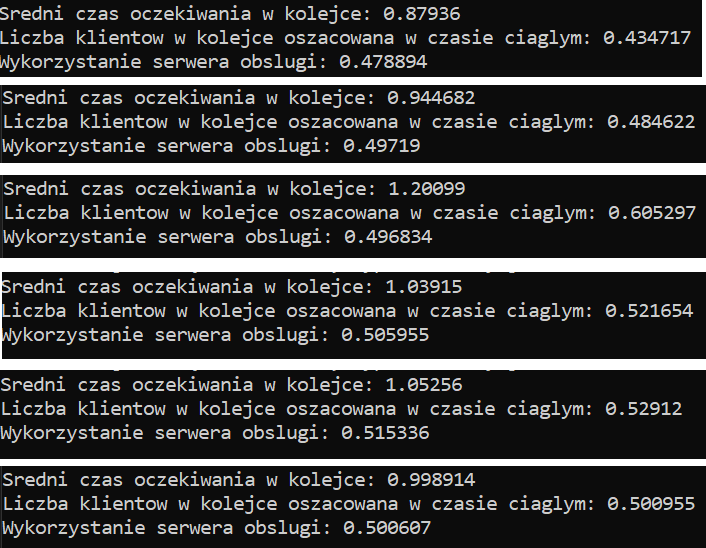 Sredni czas oczekiwania w kolejce: 0.87936
Liczba klientow w kolejce oszacowana w czasie ciaglym: 0.434717
Wykorzystanie serwera obslugi: 0.478894
Sredni czas oczekiwania w kolejce: 0.944682
Liczba klientow w kolejce oszacowana w czasie ciaglym: 0.484622
Wykorzystanie serwera obslugi: 0.49719
Sredni czas oczekiwania w kolejce: 1.20099
Liczba klientow w kolejce oszacowana w czasie ciaglym: 0.605297
Wykorzystanie serwera obslugi: 0.496834
Sredni czas oczekiwania w kolejce: 1.03915
Liczba klientow w kolejce oszacowana w czasie ciaglym: 0.521654
Wykorzystanie serwera obslugi: 0.505955
Sredni czas oczekiwania w kolejce: 1.05256
Liczba klientow w kolejce oszacowana w czasie ciaglym: 0.52912
Wykorzystanie serwera obslugi: 0.515336
Sredni czas oczekiwania w kolejce: 0.998914
Liczba klientow w kolejce oszacowana w czasie ciaglym: 0.500955
Wykorzystanie serwera obslugi: 0.500607